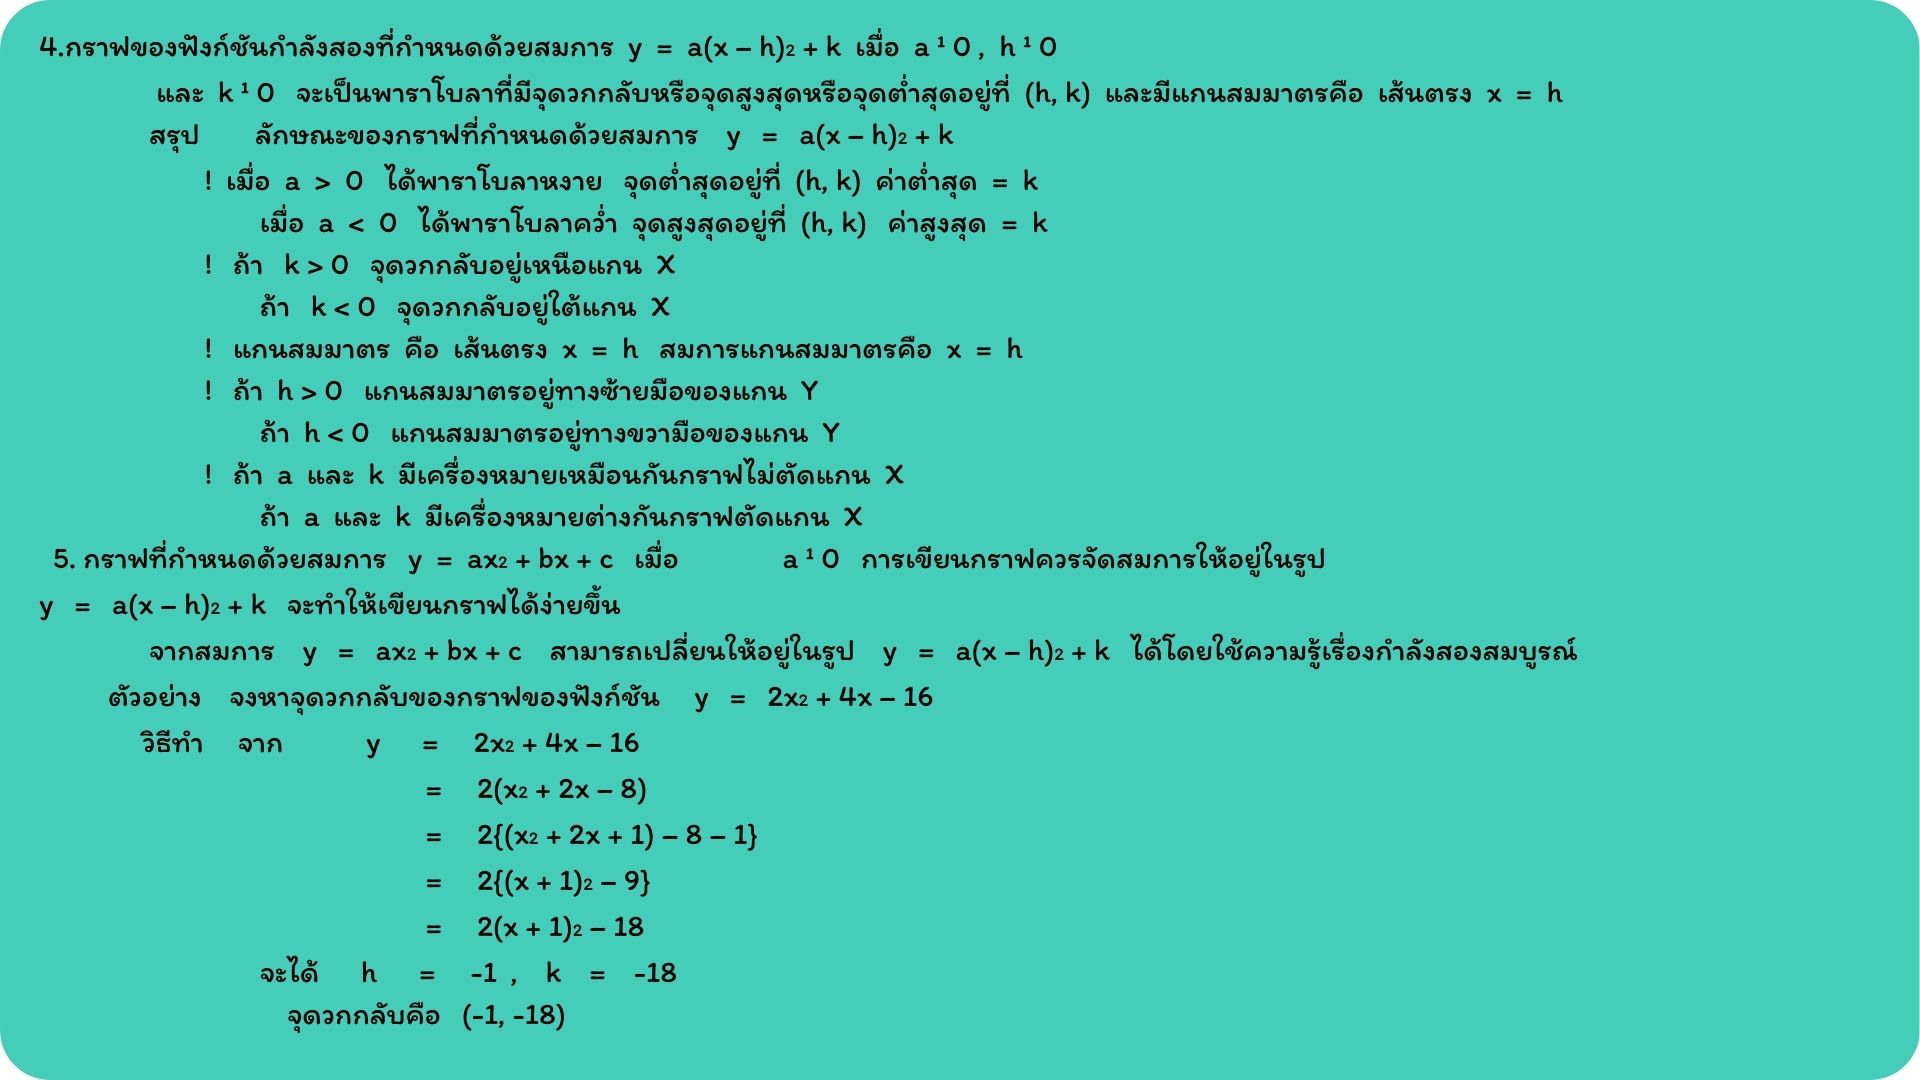 4.กราฟของฟังก์ชันกำลังสองที่กำหนดด้วยสมการ y = a(x – h)2 + k เมื่อ a ¹ 0 , h ¹ 0
และ k ¹ 0 จะเป็นพาราโบลาที่มีจุดวกกลับหรือจุดสูงสุดหรือจุดต่ำสุดอยู่ที่ (h, k) และมีแกนสมมาตรคือ เส้นตรง x = h
สรุป ลักษณะของกราฟที่กำหนดด้วยสมการ y = a(x – h)2 + k
! เมื่อ a > 0 ได้พาราโบลาหงาย จุดต่ำสุดอยู่ที่ (h, k) ค่าต่ำสุด = k
เมื่อ a < 0 ได้พาราโบลาคว่ำ จุดสูงสุดอยู่ที่ (h, k) ค่าสูงสุด = k
! ถ้า k > 0 จุดวกกลับอยู่เหนือแกน X
ถ้า k < 0 จุดวกกลับอยู่ใต้แกน X
! แกนสมมาตร คือ เส้นตรง x = h สมการแกนสมมาตรคือ x = h
! ถ้า h > 0 แกนสมมาตรอยู่ทางซ้ายมือของแกน Y
ถ้า h < 0 แกนสมมาตรอยู่ทางขวามือของแกน Y
! ถ้า a และ k มีเครื่องหมายเหมือนกันกราฟไม่ตัดแกน X
ถ้า a และ k มีเครื่องหมายต่างกันกราฟตัดแกน X
5. กราฟที่กำหนดด้วยสมการ y = ax2 + bx + c เมื่อ a ¹ 0 การเขียนกราฟควรจัดสมการให้อยู่ในรูป
y = a(x – h)2 + k จะทำให้เขียนกราฟได้ง่ายขึ้น
จากสมการ y = ax2 + bx + c สามารถเปลี่ยนให้อยู่ในรูป y = a(x – h)2 + k ได้โดยใช้ความรู้เรื่องกำลังสองสมบูรณ์
ตัวอย่าง จงหาจุดวกกลับของกราฟของฟังก์ชัน y = 2x2 + 4x – 16
วิธีทำ จาก y = 2x2 + 4x – 16
= 2(x2 + 2x – 8)
= 2{(x2 + 2x + 1) – 8 – 1}
= 2{(x + 1)2 – 9}
= 2(x + 1)2 – 18
จะได้ h = -1 , k = -18
จุดวกกลับคือ (-1, -18)